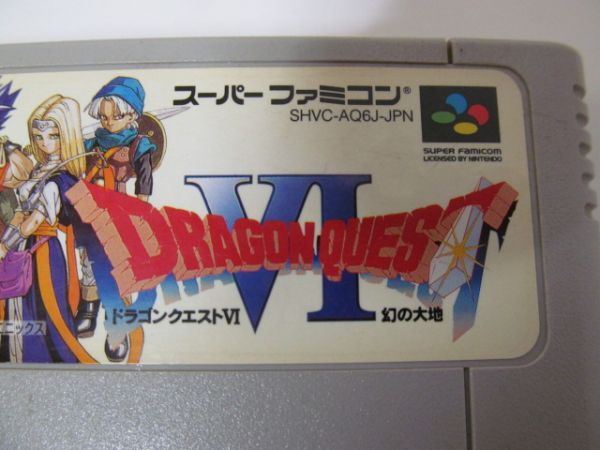 スーパーファミコン®
SHVC-AQ6J-JPN
SUPER FAMICOM
LICENSED BY NINTENDO
VI
DRAGON QUEST
ドラゴンクエストVI 幻の大地
エニックス